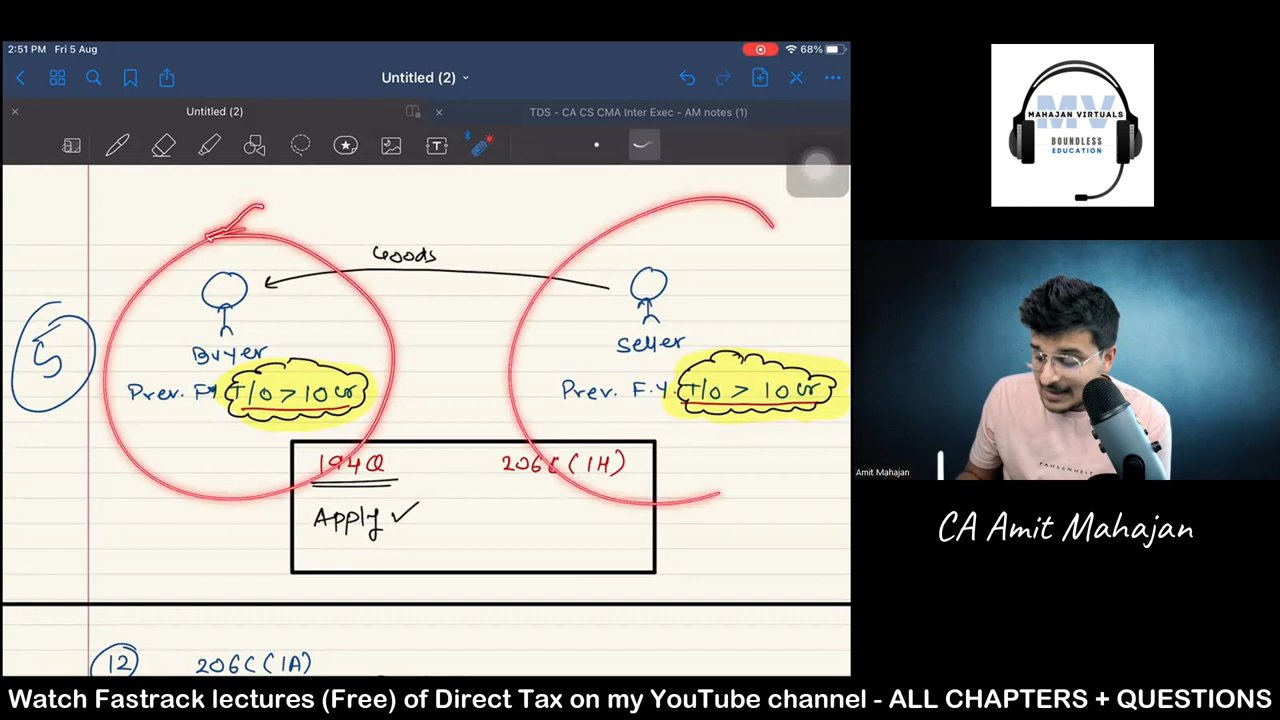 2:51 PM Fri 5 Aug
68%
Untitled (2)
Untitled (2)
TDS - CA CS CMA Inter Exec - AM notes (1)
T
MV
MAHAJAN VIRTUALS
BOUNDLESS
EDUCATION
Goods
5
Buyer
Seller
Prev. F.Y T/O > 10 Cr
Prev. F.Y. T/O > 10 Cr
194Q
206C(1H)
Apply ✓
12
206C(1A)
FAHRENHEIT
Amit Mahajan
CA Amit Mahajan
Watch Fastrack lectures (Free) of Direct Tax on my YouTube channel - ALL CHAPTERS + QUESTIONS